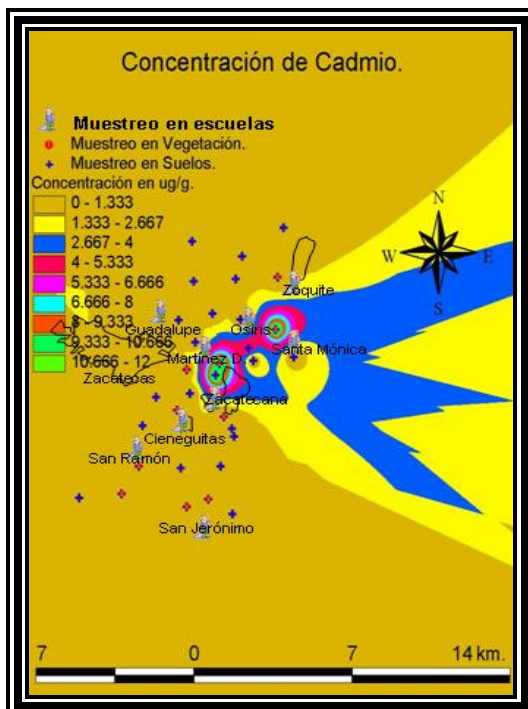 Concentración de Cadmio.
Muestreo en escuelas
Muestreo en Vegetación.
Muestreo en Suelos.
Concentración en ug/g.
0 - 1.333
1.333 - 2.667
2.667 - 4
4 - 5.333
5.333 - 6.666
6.666 - 8
8 - 9.333
9.333 - 10.666
10.666 - 12
N
W E
S
Zoquite
Guadalupe
Osiris
Santa Mónica
Martínez D.
Zacatecas
Zacatecana
Cieneguitas
San Ramón
San Jerónimo
7 0 7 14 km.